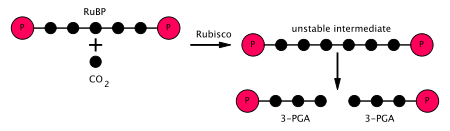 RuBP
P P
+
CO2
Rubisco
unstable intermediate
P P
P P
3-PGA 3-PGA